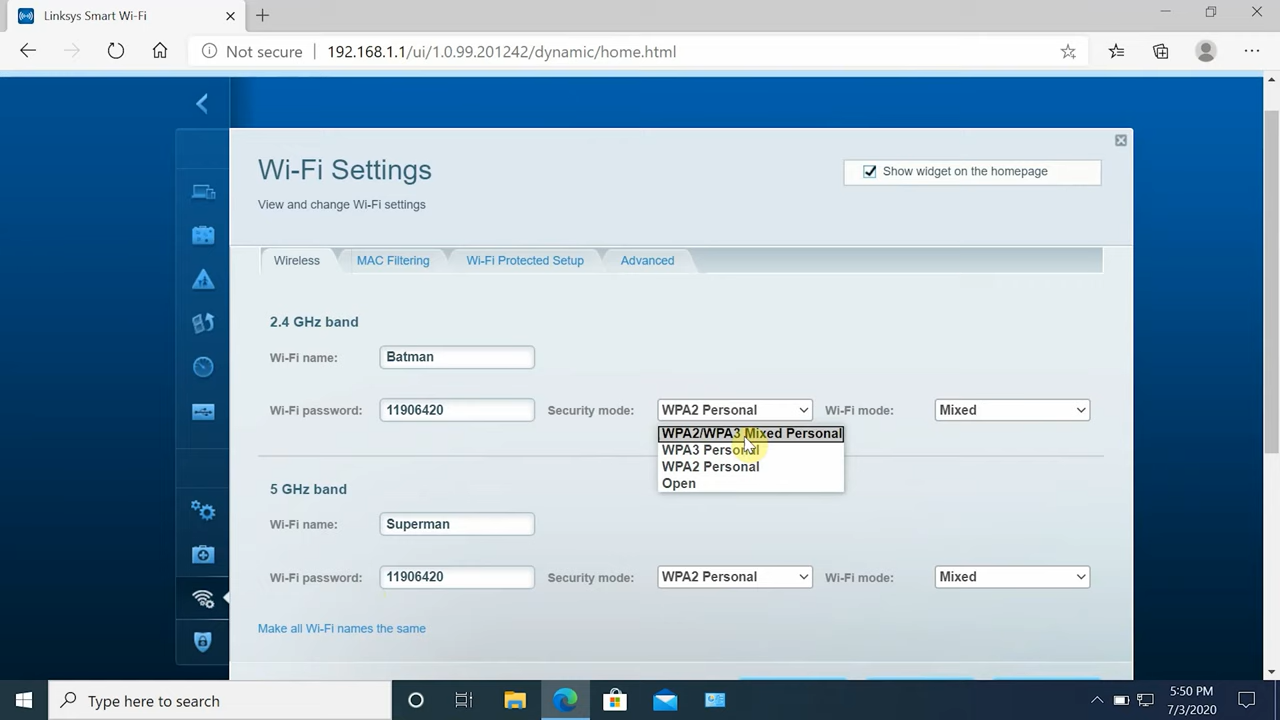 Linksys Smart Wi-Fi
Not secure | 192.168.1.1/ui/1.0.99.201242/dynamic/home.html
Wi-Fi Settings
Show widget on the homepage
View and change Wi-Fi settings
Wireless MAC Filtering Wi-Fi Protected Setup Advanced
2.4 GHz band
Wi-Fi name: Batman
Wi-Fi password: 11906420 Security mode: WPA2 Personal Wi-Fi mode: Mixed
WPA2/WPA3 Mixed Personal
WPA3 Personal
WPA2 Personal
Open
5 GHz band
Wi-Fi name: Superman
Wi-Fi password: 11906420 Security mode: WPA2 Personal Wi-Fi mode: Mixed
Make all Wi-Fi names the same
Type here to search
5:50 PM
7/3/2020